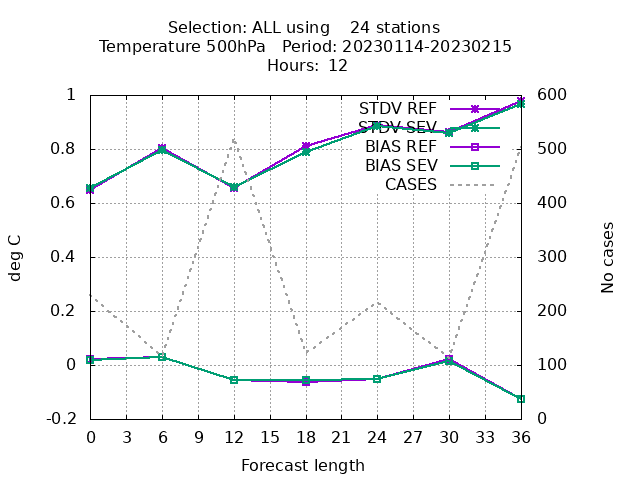 Selection: ALL using 24 stations
Temperature 500hPa Period: 20230114-20230215
Hours: 12
STDV REF
STDV SEV
BIAS REF
BIAS SEV
CASES
deg C
1
0.8
0.6
0.4
0.2
0
-0.2
600
500
400
300
200
100
0
No cases
0 3 6 9 12 15 18 21 24 27 30 33 36
Forecast length